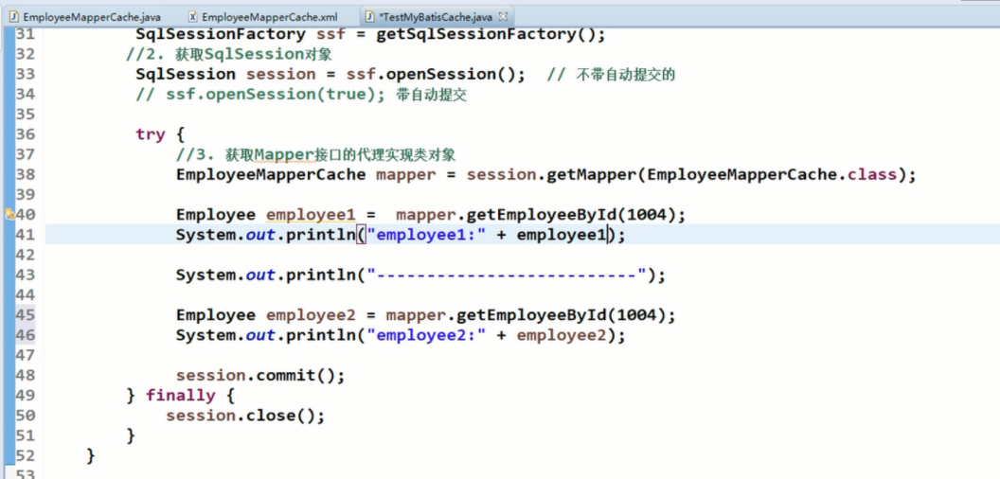 EmployeeMapperCache.java EmployeeMapperCache.xml *TestMyBatisCache.java
31 SqlSessionFactory ssf = getSqlSessionFactory();
32 //2. 获取SqlSession对象
33 SqlSession session = ssf.openSession(); // 不带自动提交的
34 // ssf.openSession(true); 带自动提交
35
36 try {
37 //3. 获取Mapper接口的代理实现类对象
38 EmployeeMapperCache mapper = session.getMapper(EmployeeMapperCache.class);
39
40 Employee employee1 = mapper.getEmployeeById(1004);
41 System.out.println("employee1:" + employee1);
42
43 System.out.println("--------------------------");
44
45 Employee employee2 = mapper.getEmployeeById(1004);
46 System.out.println("employee2:" + employee2);
47
48 session.commit();
49 } finally {
50 session.close();
51 }
52 }
53